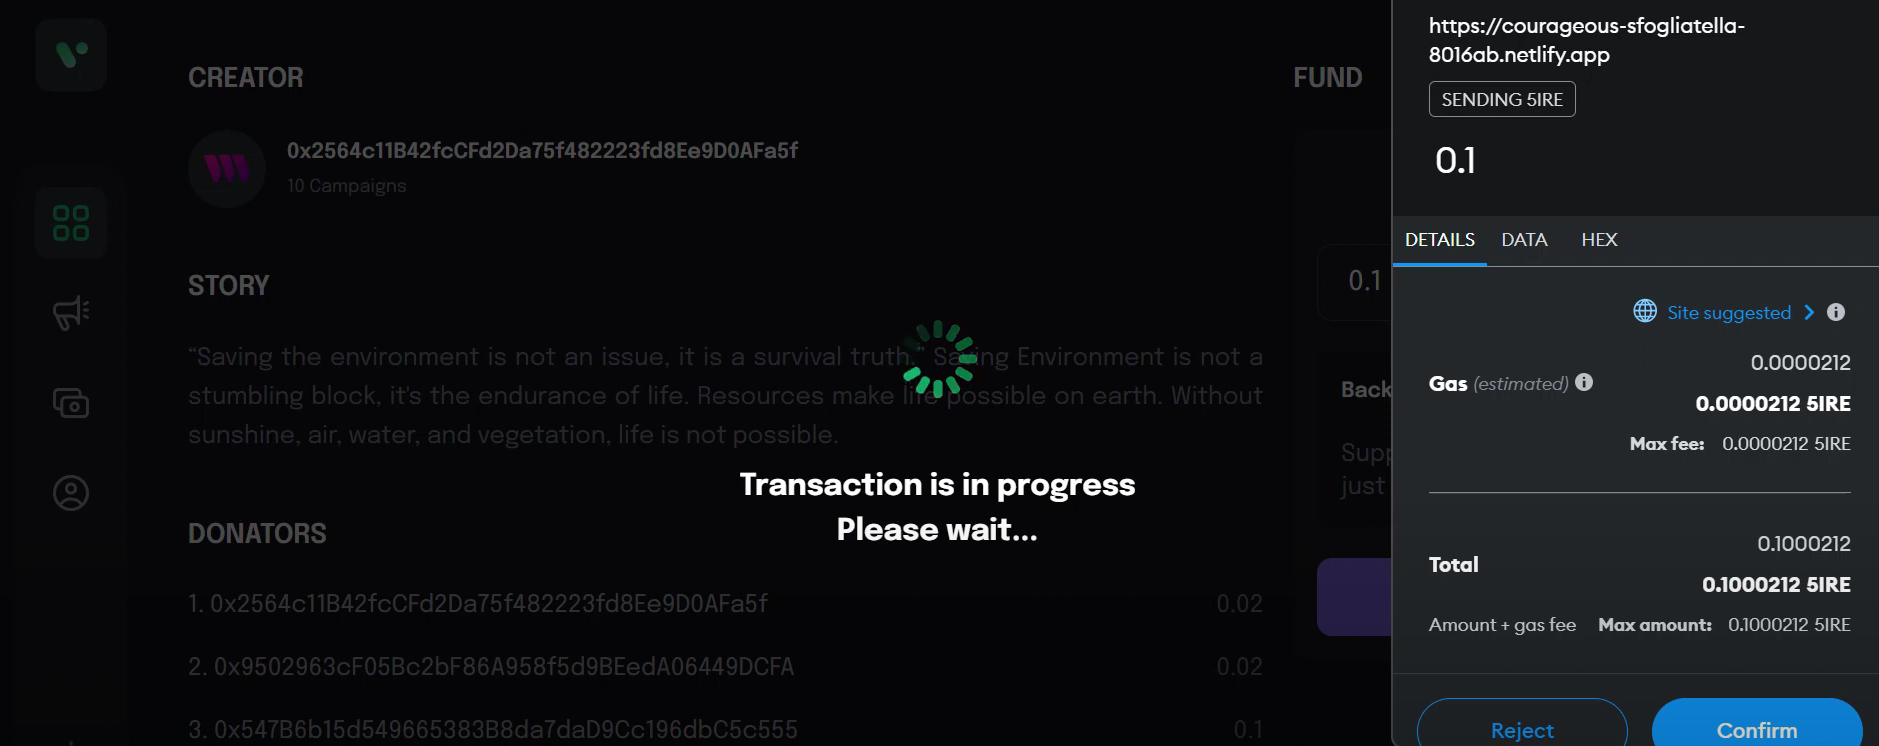 CREATOR
0x2564c11B42fcCFd2Da75f482223fd8Ee9D0AFa5f
10 Campaigns
STORY
“Saving the environment is not an issue, it is a survival truth.” Saving Environment is not a
stumbling block, it's the endurance of life. Resources make life possible on earth. Without
sunshine, air, water, and vegetation, life is not possible.
Transaction is in progress
Please wait...
DONATORS
1. 0x2564c11B42fcCFd2Da75f482223fd8Ee9D0AFa5f 0.02
2. 0x9502963cF05Bc2bF86A958f5d9BEedA06449DCFA 0.02
3. 0x547B6b15d549665383B8da7daD9Cc196dbC5c555 0.1
FUND
0.1
Back
Supp
just
https://courageous-sfogliatella-
8016ab.netlify.app
SENDING 5IRE
0.1
DETAILS DATA HEX
Site suggested
0.0000212
Gas (estimated) 0.0000212 5IRE
Max fee: 0.0000212 5IRE
0.1000212
Total 0.1000212 5IRE
Amount + gas fee Max amount: 0.1000212 5IRE
Reject Confirm